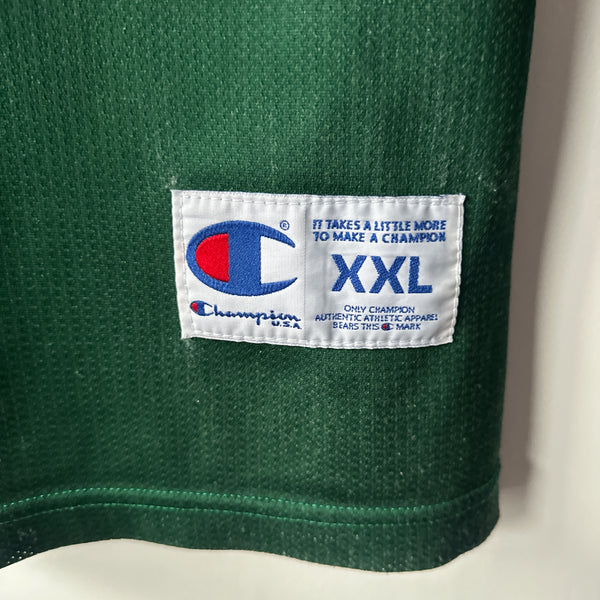 ®
Champion
U.S.A.
IT TAKES A LITTLE MORE
TO MAKE A CHAMPION
XXL
ONLY CHAMPION
AUTHENTIC ATHLETIC APPAREL
BEARS THIS C MARK